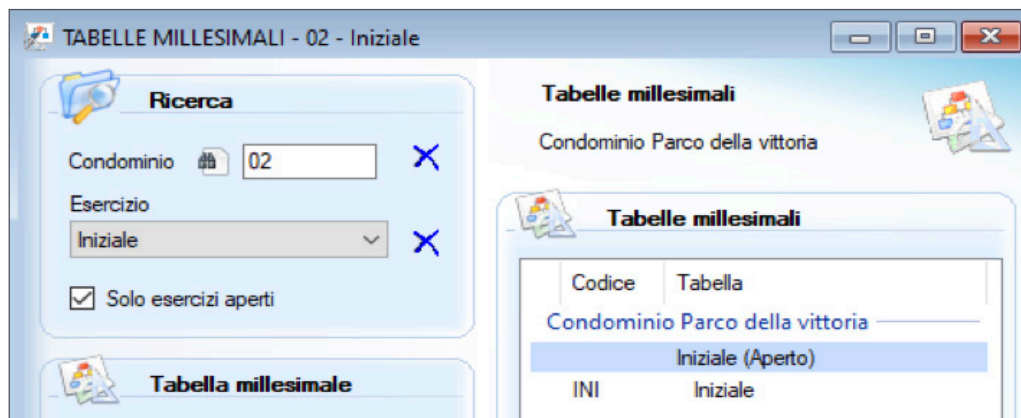 TABELLE MILLESIMALI - 02 - Iniziale
Ricerca
Condominio 02
Esercizio
Iniziale
Solo esercizi aperti
Tabella millesimale
Tabelle millesimali
Condominio Parco della vittoria
Tabelle millesimali
Codice Tabella
Condominio Parco della vittoria
Iniziale (Aperto)
INI Iniziale